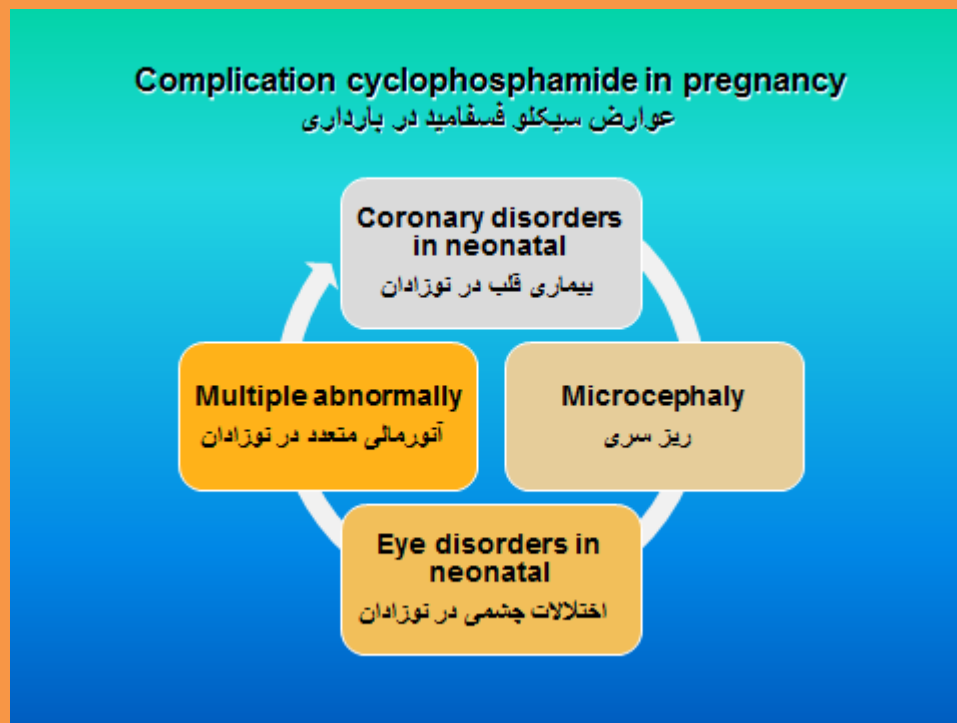 Complication cyclophosphamide in pregnancy
عوارض سیکلو فسفامید در بارداری
Coronary disorders
in neonatal
بیماری قلب در نوزادان
Multiple abnormally
آنورمالی متعدد در نوزادان
Microcephaly
ریز سری
Eye disorders in
neonatal
اختلالات چشمی در نوزادان